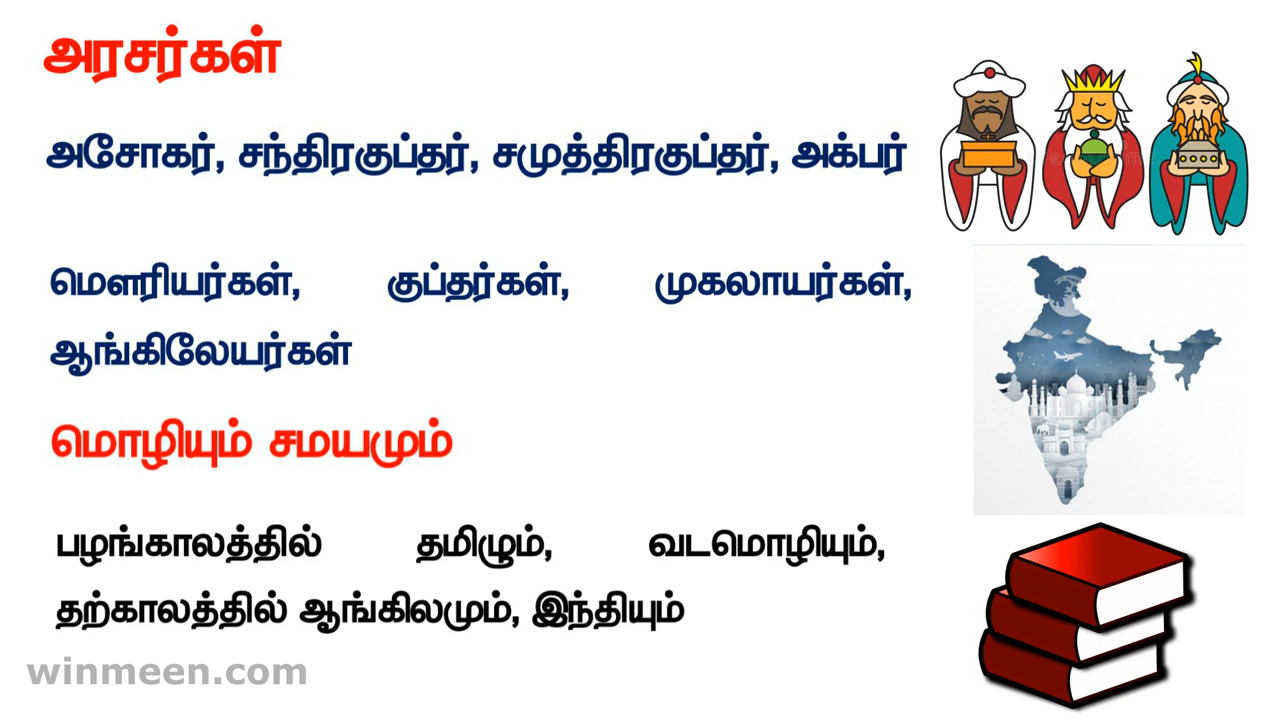 அரசர்கள்
அசோகர், சந்திரகுப்தர், சமுத்திரகுப்தர், அக்பர்
மௌரியர்கள், குப்தர்கள், முகலாயர்கள்,
ஆங்கிலேயர்கள்
மொழியும் சமயமும்
பழங்காலத்தில் தமிழும், வடமொழியும்,
தற்காலத்தில் ஆங்கிலமும், இந்தியும்
winmeen.com